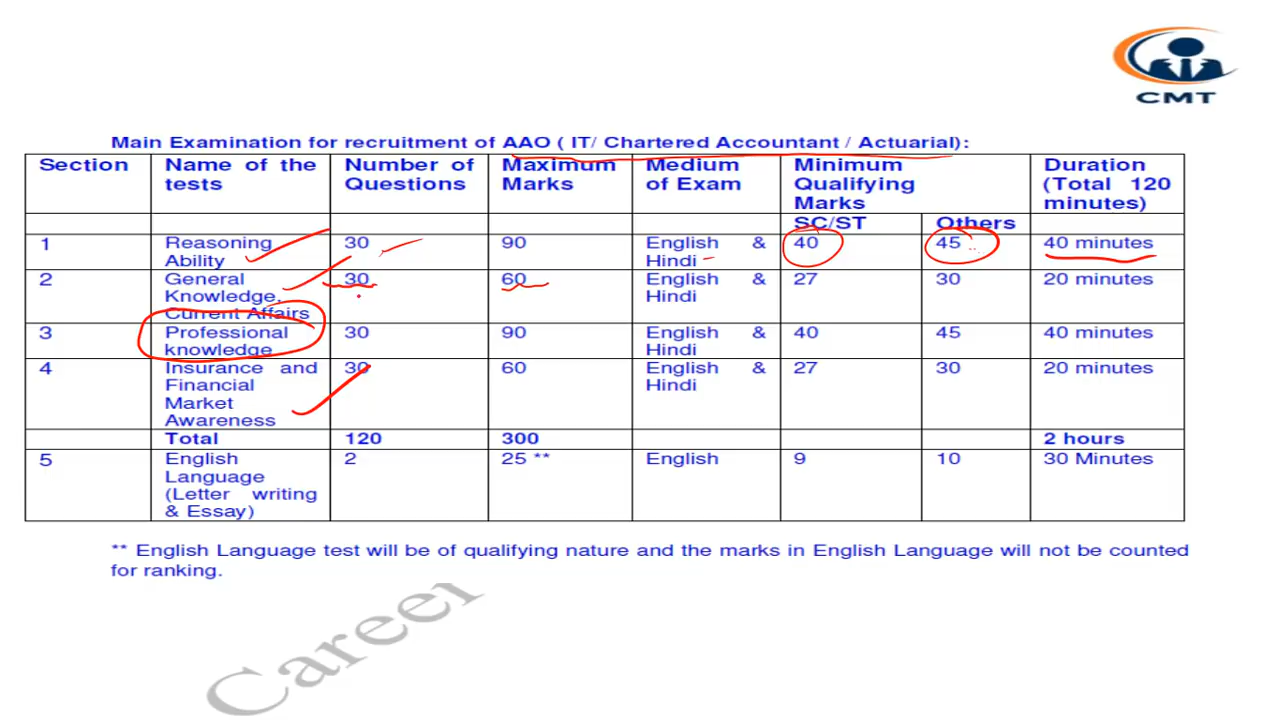 CMT
Main Examination for recruitment of AAO ( IT/ Chartered Accountant / Actuarial):
Section Name of the tests Number of Questions Maximum Marks Medium of Exam Minimum Qualifying Marks Duration (Total 120 minutes)
SC/ST Others
1 Reasoning Ability 30 90 English & Hindi 40 45 40 minutes
2 General Knowledge, Current Affairs 30 60 English & Hindi 27 30 20 minutes
3 Professional knowledge 30 90 English & Hindi 40 45 40 minutes
4 Insurance and Financial Market Awareness 30 60 English & Hindi 27 30 20 minutes
Total 120 300 2 hours
5 English Language (Letter writing & Essay) 2 25 ** English 9 10 30 Minutes
** English Language test will be of qualifying nature and the marks in English Language will not be counted
for ranking.
Career